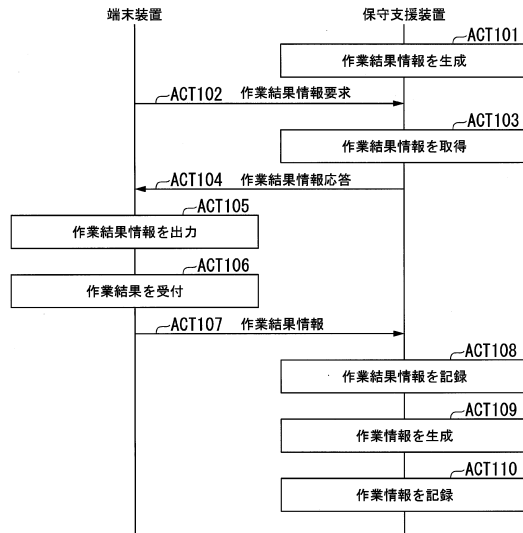 端末装置
保守支援装置
ACT101
作業結果情報を生成
ACT102 作業結果情報要求
ACT103
作業結果情報を取得
ACT104 作業結果情報応答
ACT105
作業結果情報を出力
ACT106
作業結果を受付
ACT107 作業結果情報
ACT108
作業結果情報を記録
ACT109
作業情報を生成
ACT110
作業情報を記録